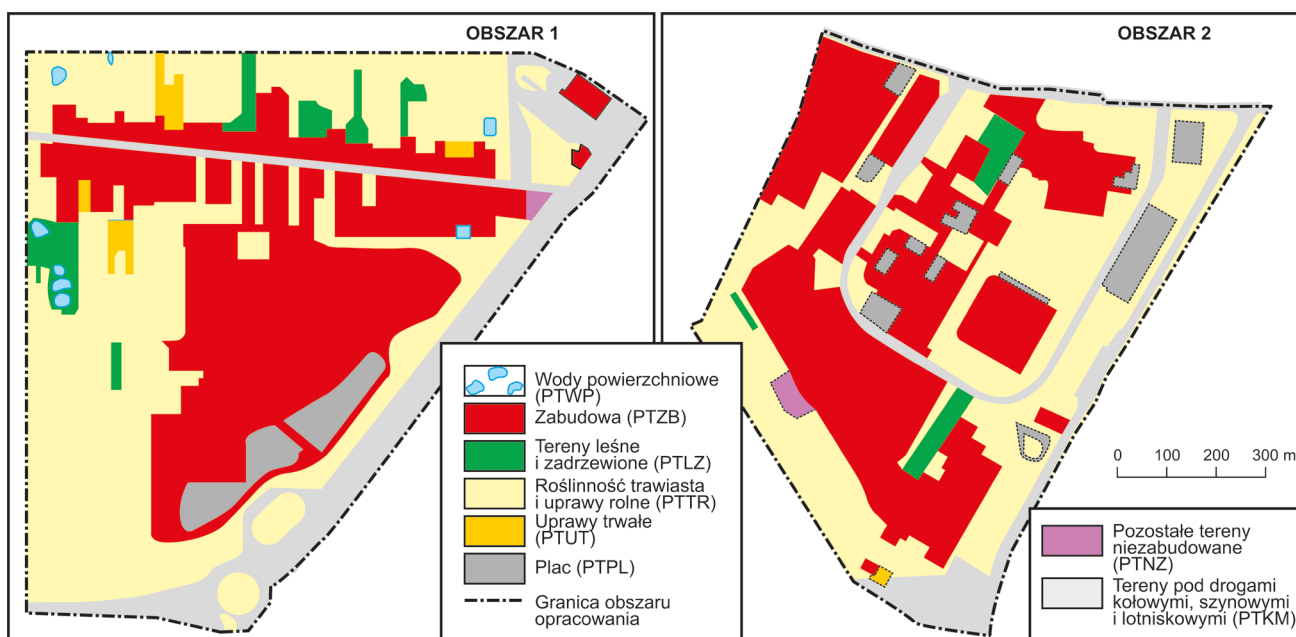 OBSZAR 1
OBSZAR 2
Wody powierzchniowe
(PTWP)
Zabudowa (PTZB)
Tereny leśne
i zadrzewione (PTLZ)
Roślinność trawiasta
i uprawy rolne (PTTR)
Uprawy trwałe
(PTUT)
Plac (PTPL)
Granica obszaru
opracowania
0 100 200 300 m
Pozostałe tereny
niezabudowane
(PTNZ)
Tereny pod drogami
kołowymi, szynowymi
i lotniskowymi (PTKM)